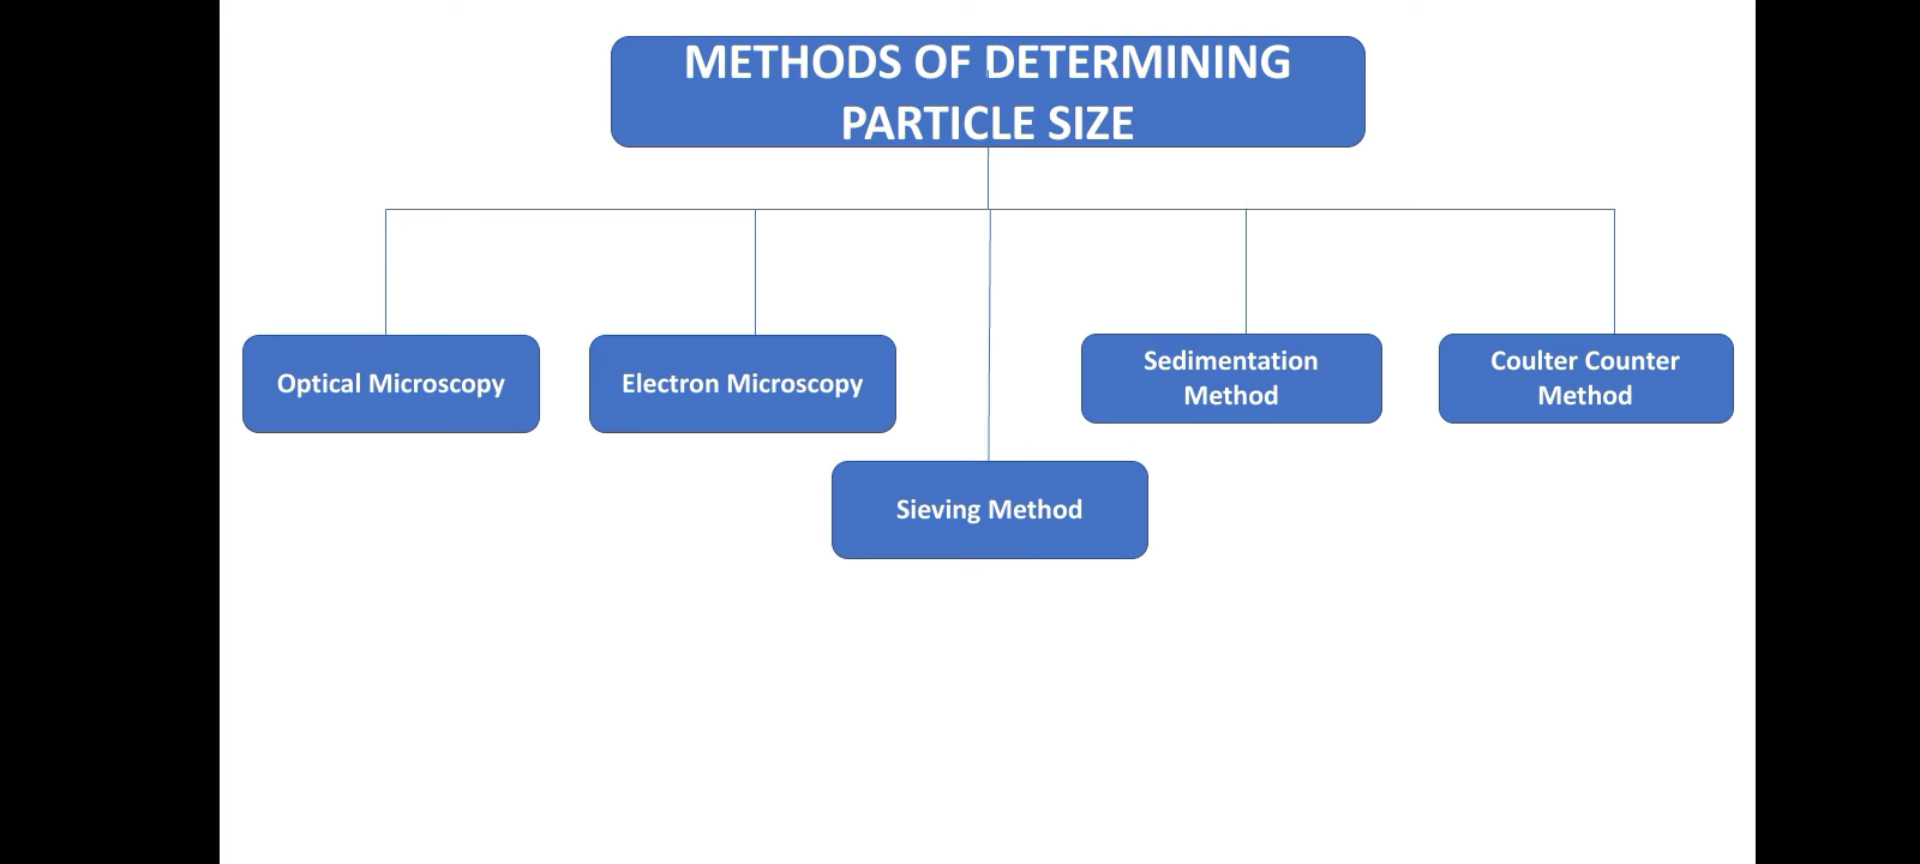 METHODS OF DETERMINING
PARTICLE SIZE
Optical Microscopy
Electron Microscopy
Sedimentation
Method
Coulter Counter
Method
Sieving Method